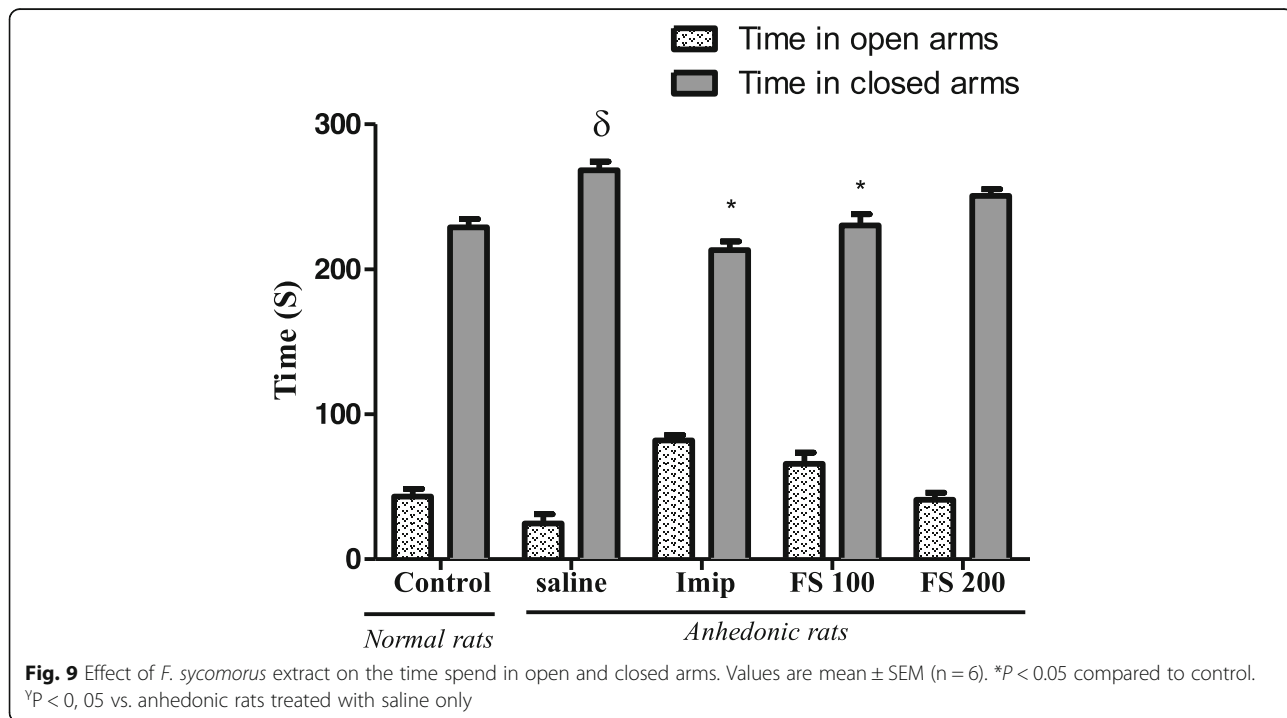 Time in open arms
Time in closed arms
300
200
100
0
Time (S)
δ
*
*
Control saline Imip FS 100 FS 200
Normal rats Anhedonic rats
Fig. 9 Effect of F. sycomorus extract on the time spend in open and closed arms. Values are mean ± SEM (n = 6). *P < 0.05 compared to control.
ᵞP < 0, 05 vs. anhedonic rats treated with saline only